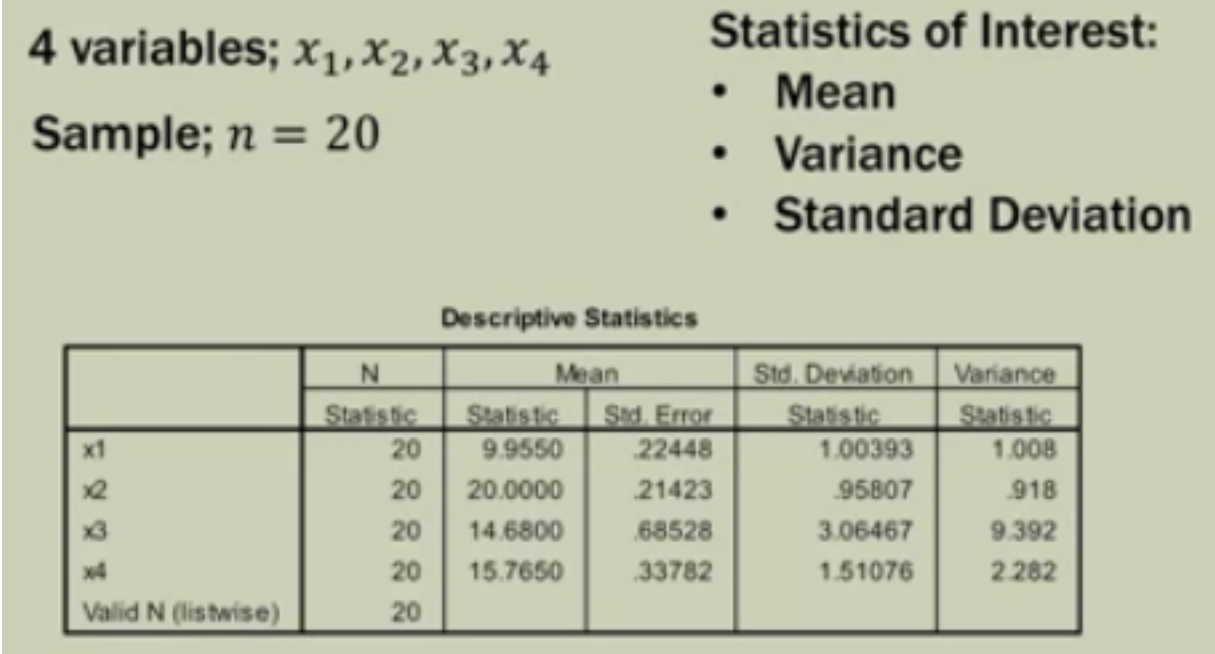 4 variables; x₁, x₂, x₃, x₄
Sample; n = 20
Statistics of Interest:
• Mean
• Variance
• Standard Deviation
Descriptive Statistics
N Mean Std. Deviation Variance
Statistic Statistic Std. Error Statistic Statistic
x1 20 9.9550 .22448 1.00393 1.008
x2 20 20.0000 .21423 .95807 .918
x3 20 14.6800 .68528 3.06467 9.392
x4 20 15.7650 .33782 1.51076 2.282
Valid N (listwise) 20